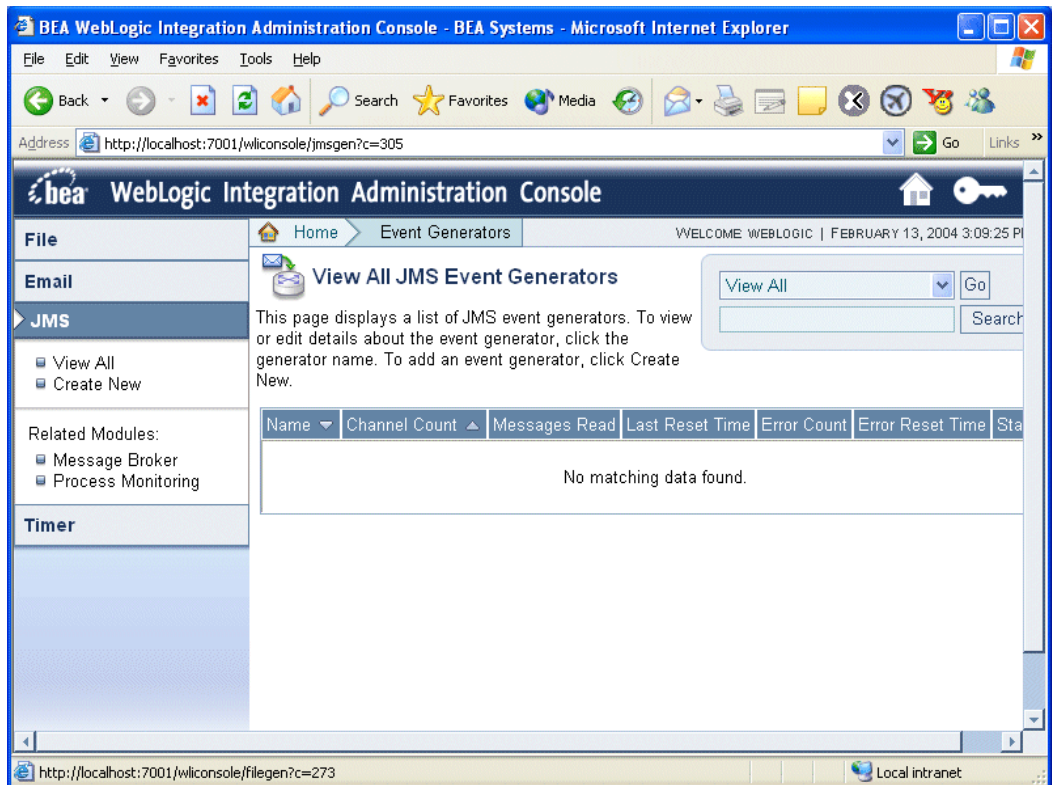 BEA WebLogic Integration Administration Console - BEA Systems - Microsoft Internet Explorer
File Edit View Favorites Tools Help
Back Search Favorites Media
Address http://localhost:7001/wliconsole/jmsgen?c=305 Go Links »
bea WebLogic Integration Administration Console
File
Email
JMS
View All
Create New
Related Modules:
Message Broker
Process Monitoring
Timer
Home Event Generators WELCOME WEBLOGIC | FEBRUARY 13, 2004 3:09:25 P
View All JMS Event Generators
This page displays a list of JMS event generators. To view
or edit details about the event generator, click the
generator name. To add an event generator, click Create
New.
View All Go
Search
Name Channel Count Messages Read Last Reset Time Error Count Error Reset Time Sta
No matching data found.
http://localhost:7001/wliconsole/filegen?c=273 Local intranet